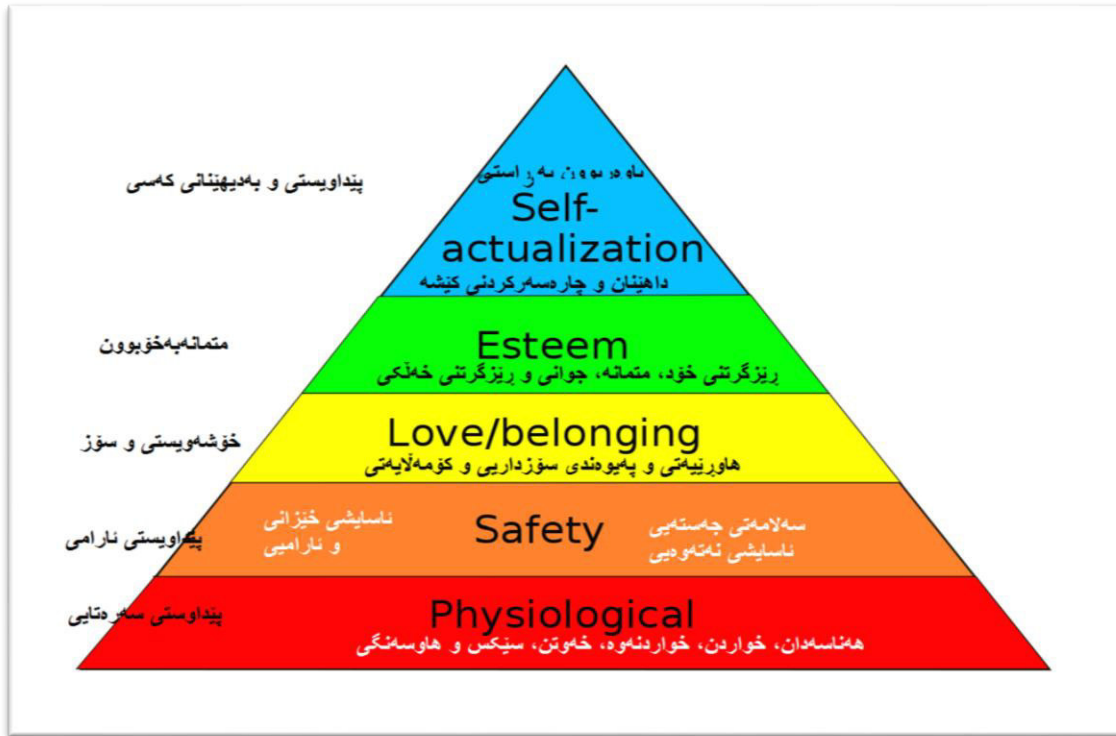 باوەڕبوون بەڕاستی
پێداویستی و بەدیهێنانی کەسی
Self-
actualization
داهێنان و چارەسەرکردنی کێشە
Esteem
متمانەبەخۆبوون
ڕێزگرتنی خۆد، متمانە، جوانی و ڕێزگرتنی خەڵکی
Love/belonging
خۆشەویستی و سۆز
هاوڕێیەتی و پەیوەندی سۆزداریی و کۆمەڵایەتی
ئاسایشی خێزانی
و ئارامیی
Safety
سەلامەتی جەستەیی
ئاسایشی نەتەوەیی
پێداویستی ئارامی
Physiological
پێداوستی سەرەتایی
هەناسەدان، خواردن، خواردنەوە، خەوتن، سێکس و هاوسەنگی